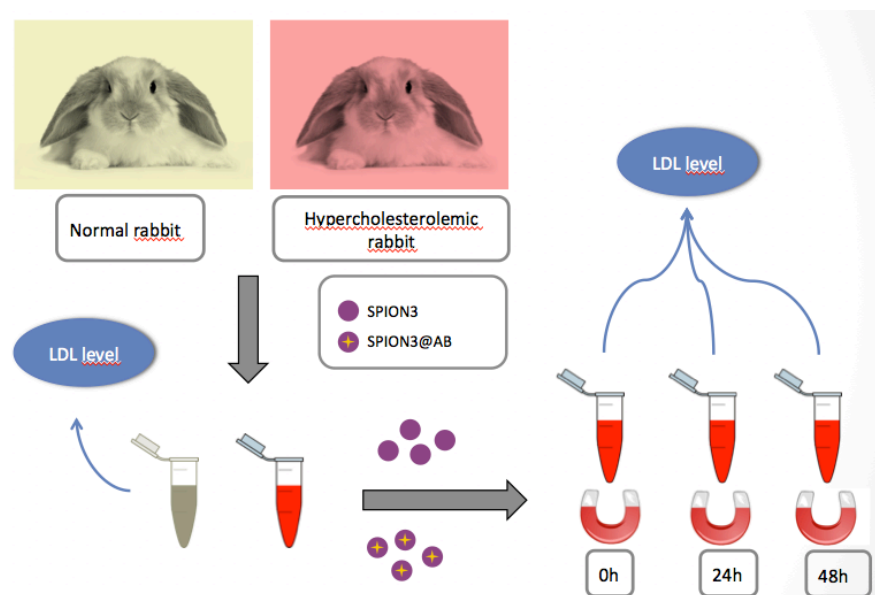 Normal rabbit
Hypercholesterolemic
rabbit
LDL level
SPION3
SPION3@AB
LDL level
0h
24h
48h